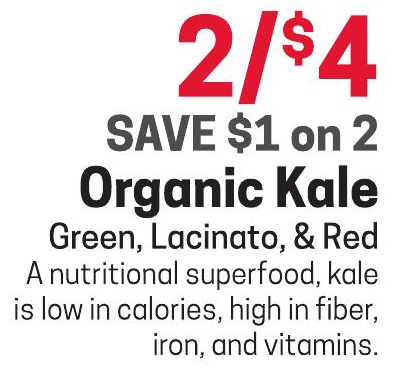 2/$4
SAVE $1 on 2
Organic Kale
Green, Lacinato, & Red
A nutritional superfood, kale
is low in calories, high in fiber,
iron, and vitamins.